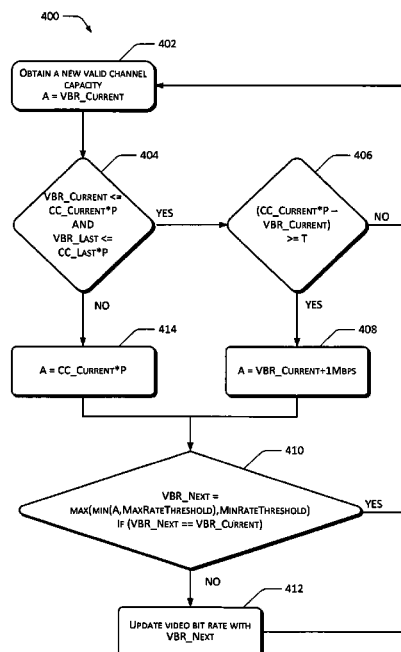 400
402
OBTAIN A NEW VALID CHANNEL
CAPACITY
A = VBR_CURRENT
404
VBR_CURRENT <=
CC_CURRENT*P
AND
VBR_LAST <=
CC_LAST*P
YES
406
(CC_CURRENT*P –
VBR_CURRENT)
>= T
NO
NO
YES
414
A = CC_CURRENT*P
408
A = VBR_CURRENT+1MBPS
410
VBR_NEXT =
MAX(MIN(A,MAXRATETHRESHOLD),MINRATETHRESHOLD)
IF (VBR_NEXT == VBR_CURRENT)
YES
NO
412
UPDATE VIDEO BIT RATE WITH
VBR_NEXT